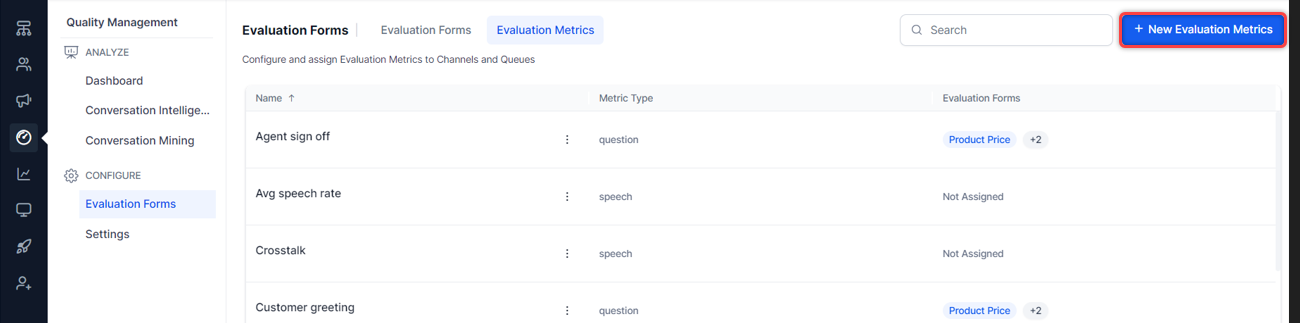 Quality Management
ANALYZE
Dashboard
Conversation Intellige...
Conversation Mining
CONFIGURE
Evaluation Forms
Settings
Evaluation Forms
Evaluation Forms
Evaluation Metrics
Search
+ New Evaluation Metrics
Configure and assign Evaluation Metrics to Channels and Queues
Name ↑ Metric Type Evaluation Forms
Agent sign off question Product Price +2
Avg speech rate speech Not Assigned
Crosstalk speech Not Assigned
Customer greeting question Product Price +2